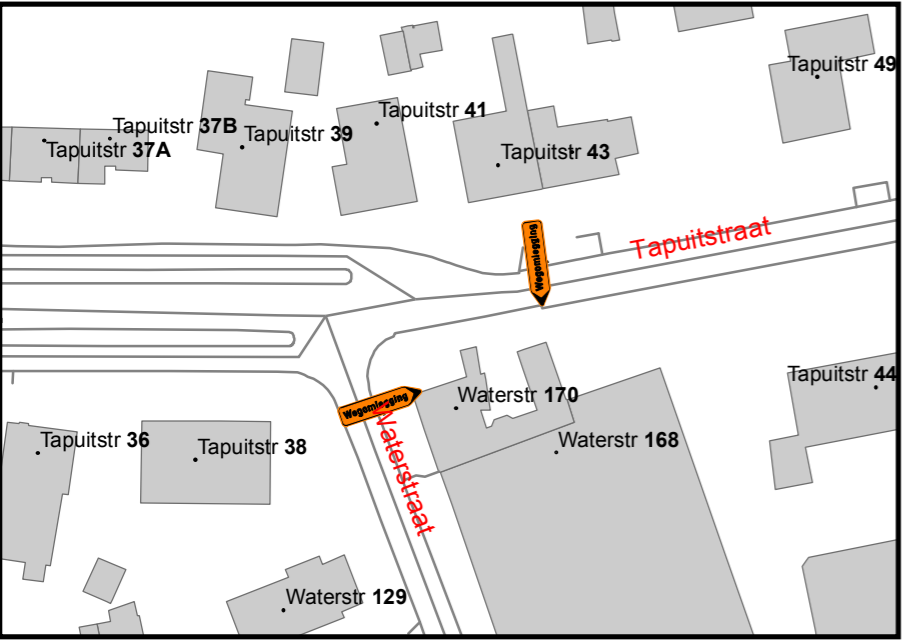 Tapuitstr 49
Tapuitstr 41
Tapuitstr 37B
Tapuitstr 39
Tapuitstr 37A
Tapuitstr 43
Tapuitstraat
Wegomlegging
Tapuitstr 44
Wegomlegging
Waterstr 170
Waterstraat
Tapuitstr 36
Tapuitstr 38
Waterstr 168
Waterstr 129